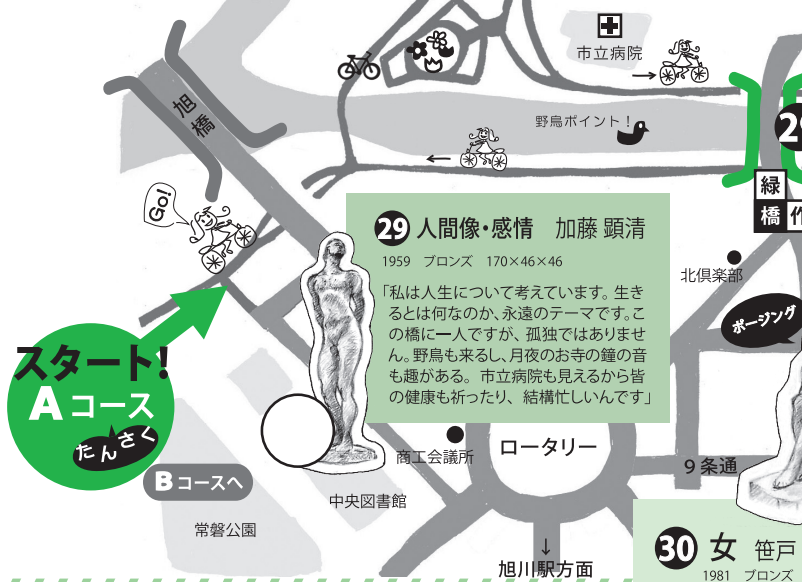 市立病院
旭橋
野鳥ポイント！
Go!
緑
橋
29 人間像・感情 加藤 顕清
1959 ブロンズ 170×46×46
「私は人生について考えています。生き
るとは何なのか、永遠のテーマです。こ
の橋に一人ですが、孤独ではありませ
ん。野鳥も来るし、月夜のお寺の鐘の音
も趣がある。市立病院も見えるから皆
の健康も祈ったり、結構忙しいんです」
北倶楽部
ポージング
スタート!
Aコース
たんさく
Bコースへ
常磐公園
中央図書館
商工会議所
ロータリー
9条通
↓
旭川駅方面
30 女 笹戸
1981 ブロンズ